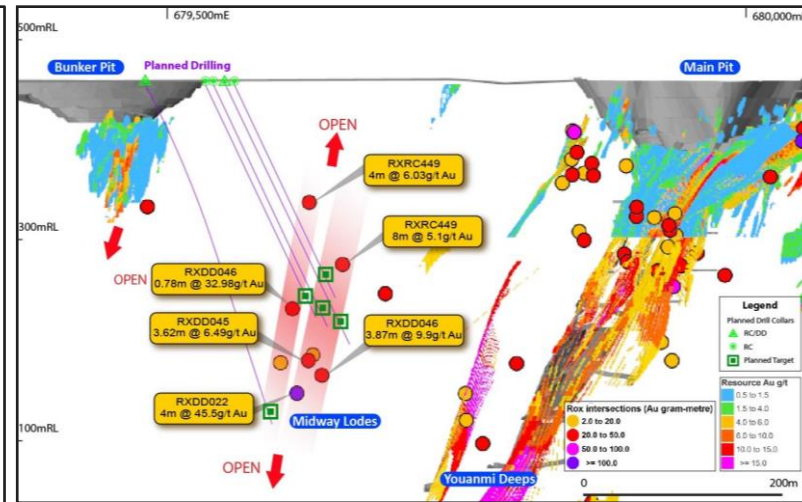 679,500mE
680,000m
500mRL
Bunker Pit
Planned Drilling
Main Pit
OPEN
RXRC449
4m @ 6.03g/t Au
300mRL
RXRC449
8m @ 5.1g/t Au
OPEN
RXDD046
0.78m @ 32.98g/t Au
RXDD045
3.62m @ 6.49g/t Au
RXDD046
3.87m @ 9.9g/t Au
RXDD022
4m @ 45.5g/t Au
Midway Lodes
100mRL
OPEN
Youanmi Deeps
Legend
Planned Drill Collars
RC/DD
RC
Planned Target
Rox intersections (Au gram-metre)
2.0 to 20.0
20.0 to 50.0
50.0 to 100.0
>= 100.0
Resource Au g/t
0.5 to 1.5
1.5 to 4.0
4.0 to 6.0
6.0 to 10.0
10.0 to 15.0
>= 15.0
0
200m